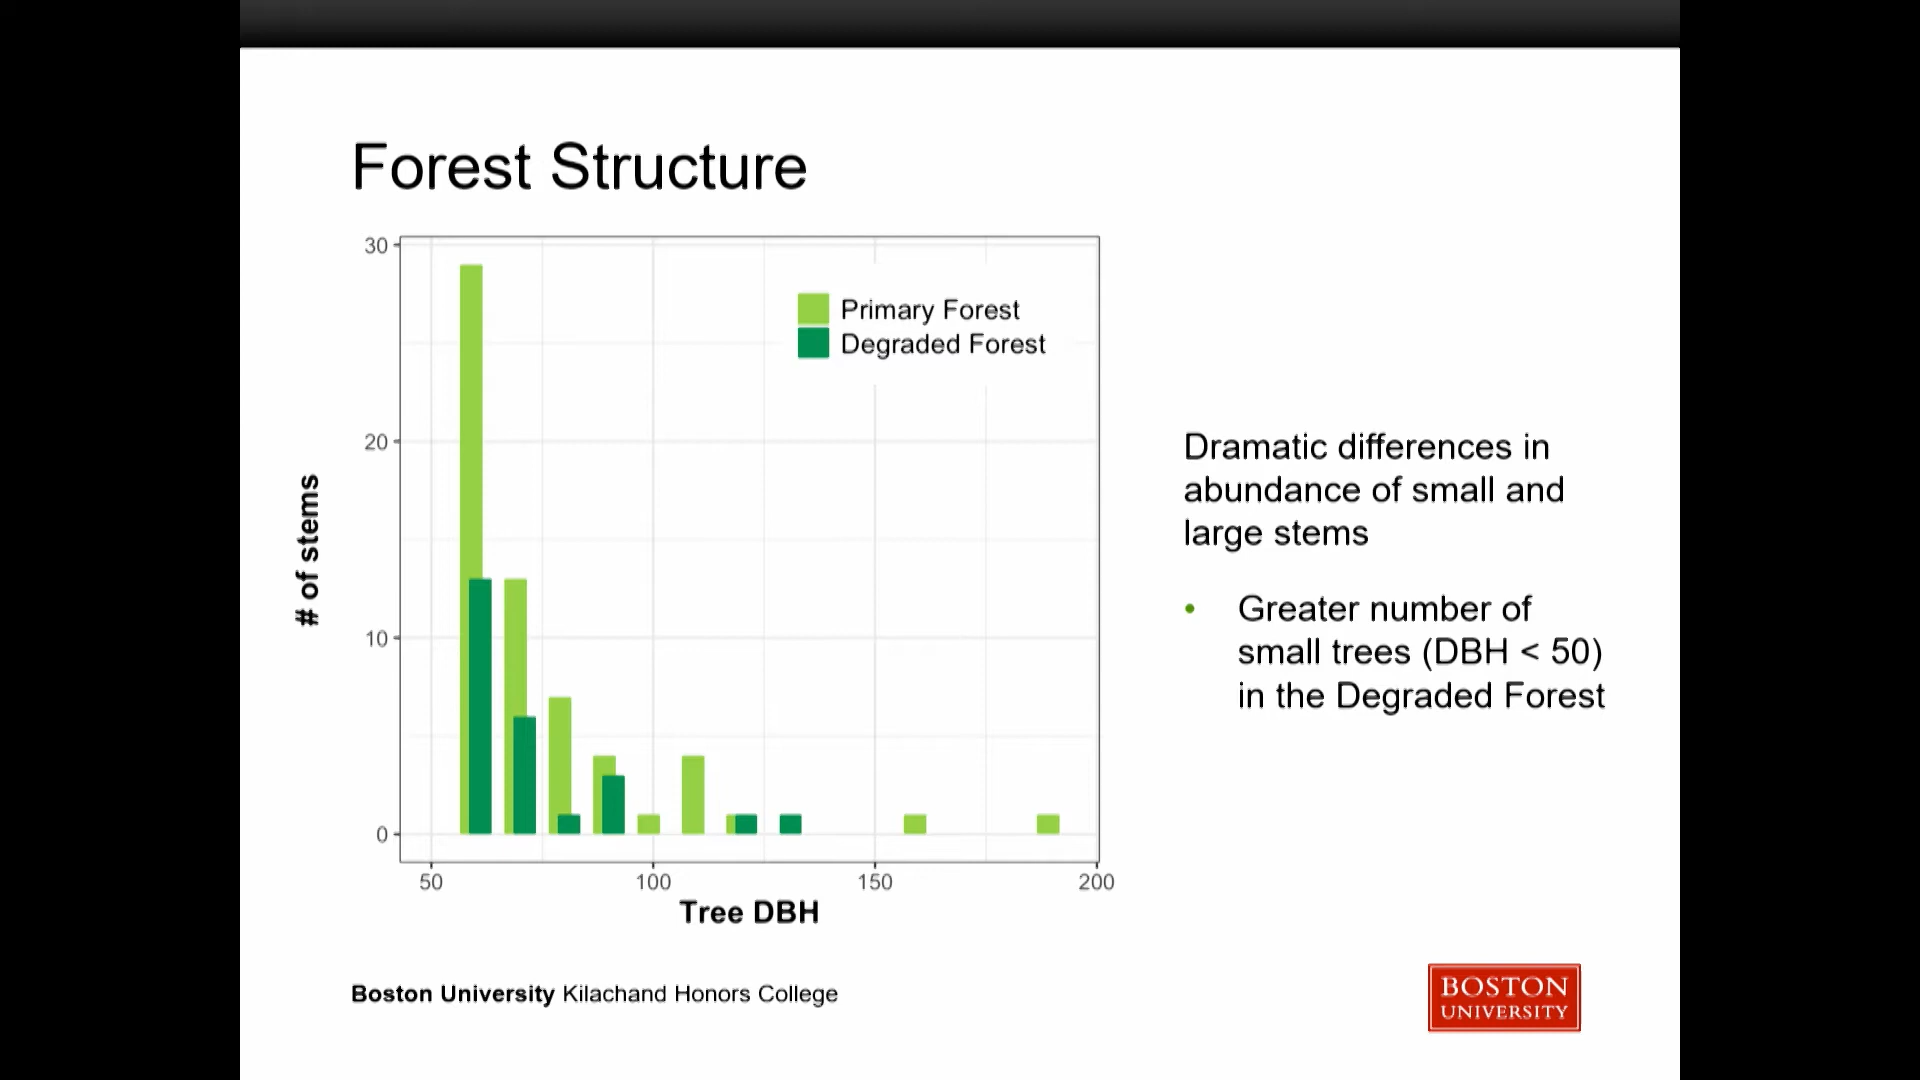 Forest Structure
30
20
10
0
# of stems
Primary Forest
Degraded Forest
50 100 150 200
Tree DBH
Dramatic differences in
abundance of small and
large stems
• Greater number of
small trees (DBH < 50)
in the Degraded Forest
Boston University Kilachand Honors College
BOSTON
UNIVERSITY